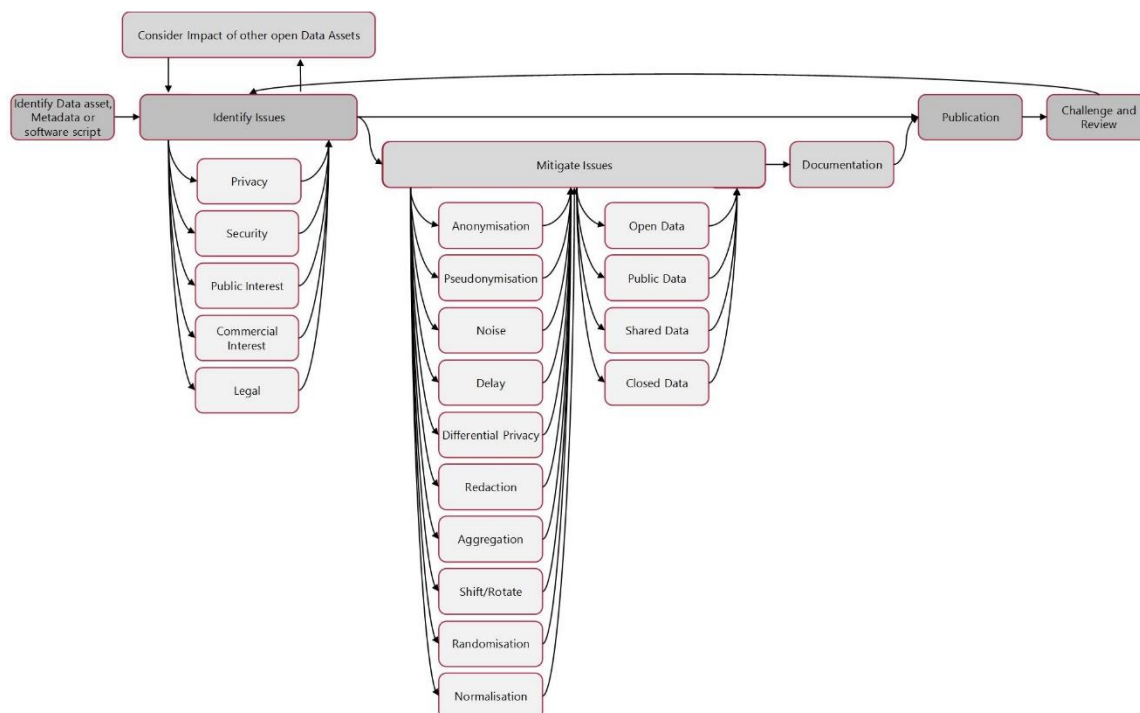 Consider Impact of other open Data Assets
Identify Data asset,
Metadata or
software script
Identify Issues
Publication
Challenge and
Review
Mitigate Issues
Documentation
Privacy
Security
Public Interest
Commercial
Interest
Legal
Anonymisation
Pseudonymisation
Noise
Delay
Differential Privacy
Redaction
Aggregation
Shift/Rotate
Randomisation
Normalisation
Open Data
Public Data
Shared Data
Closed Data